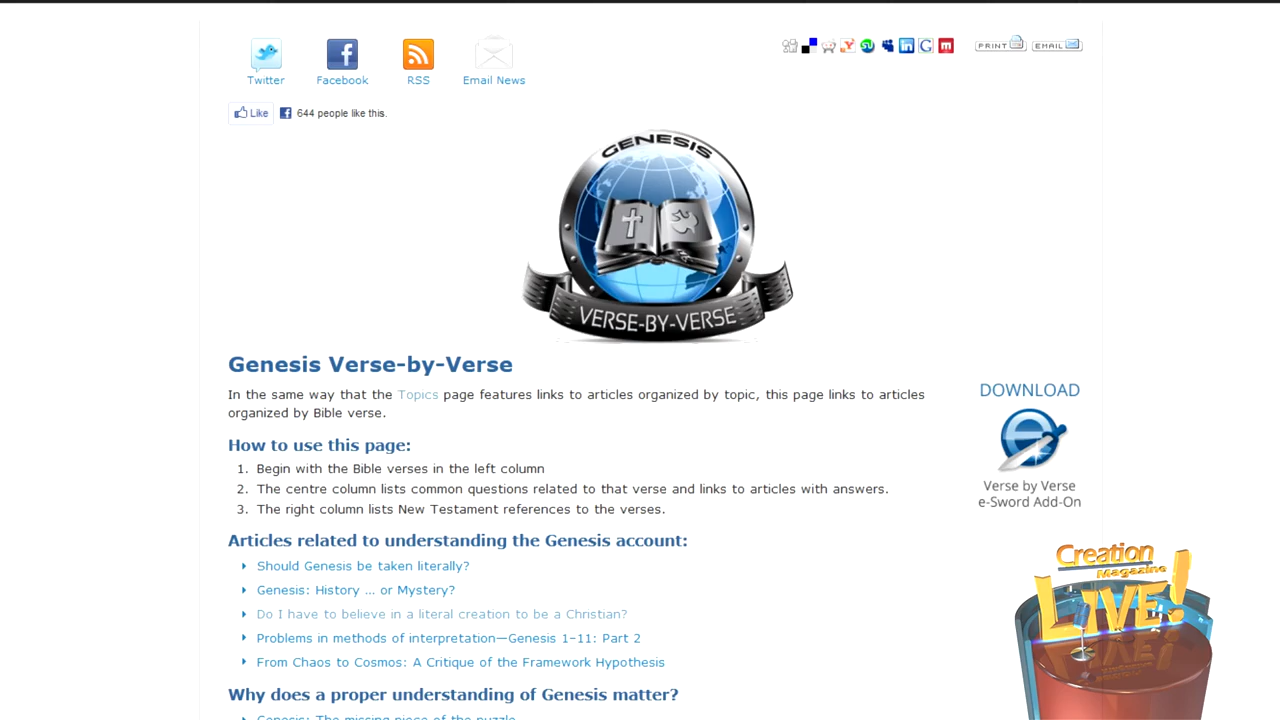 Twitter
Facebook
RSS
Email News
PRINT
EMAIL
Like
644 people like this.
GENESIS
VERSE-BY-VERSE
Genesis Verse-by-Verse
In the same way that the Topics page features links to articles organized by topic, this page links to articles
organized by Bible verse.
DOWNLOAD
Verse by Verse
e-Sword Add-On
How to use this page:
1. Begin with the Bible verses in the left column
2. The centre column lists common questions related to that verse and links to articles with answers.
3. The right column lists New Testament references to the verses.
Articles related to understanding the Genesis account:
Should Genesis be taken literally?
Genesis: History ... or Mystery?
Do I have to believe in a literal creation to be a Christian?
Problems in methods of interpretation—Genesis 1–11: Part 2
From Chaos to Cosmos: A Critique of the Framework Hypothesis
Why does a proper understanding of Genesis matter?
Genesis: The missing piece of the puzzle
Creation
Magazine
LIVE!